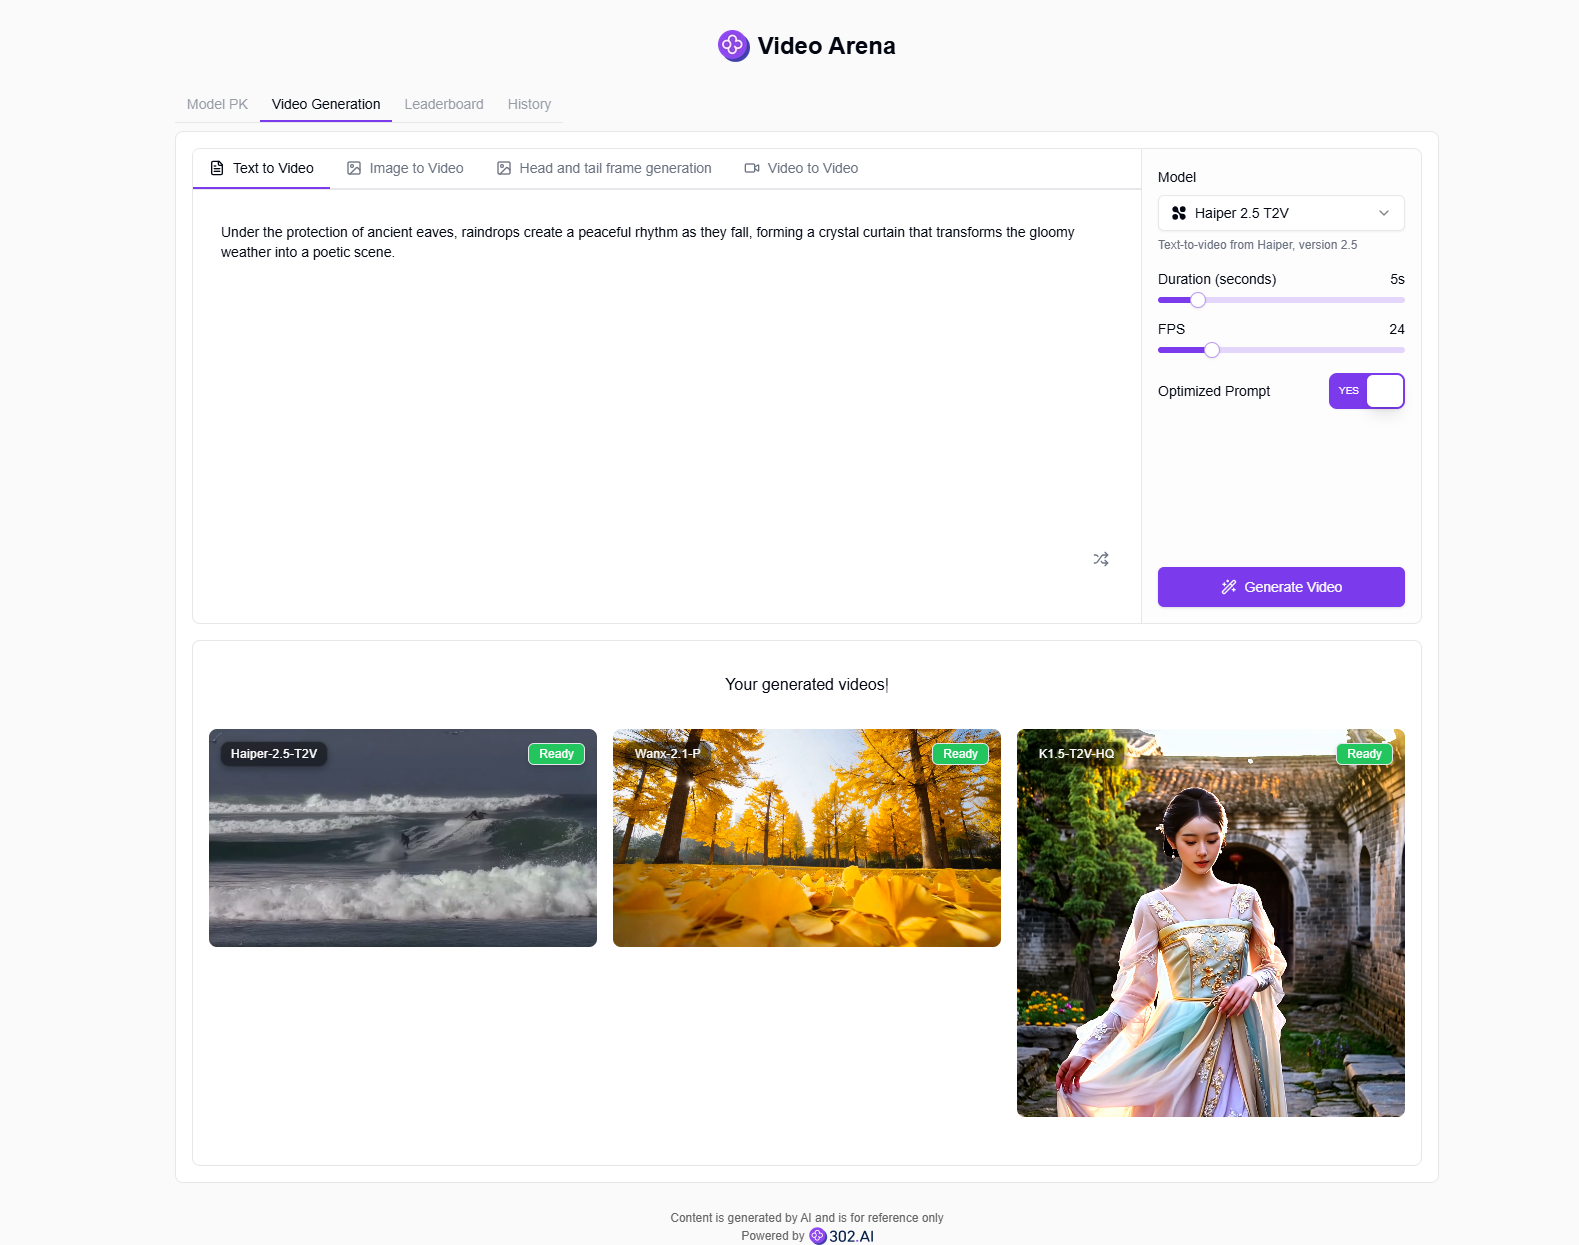 Video Arena
Model PK
Video Generation
Leaderboard
History
Text to Video
Image to Video
Head and tail frame generation
Video to Video
Under the protection of ancient eaves, raindrops create a peaceful rhythm as they fall, forming a crystal curtain that transforms the gloomy
weather into a poetic scene.
Model
Haiper 2.5 T2V
Text-to-video from Haiper, version 2.5
Duration (seconds) 5s
FPS 24
Optimized Prompt YES
Generate Video
Your generated videos
Haiper-2.5-T2V Ready
Wanx-2.1-P Ready
K1.5-T2V-HQ Ready
Content is generated by AI and is for reference only
Powered by 302.AI